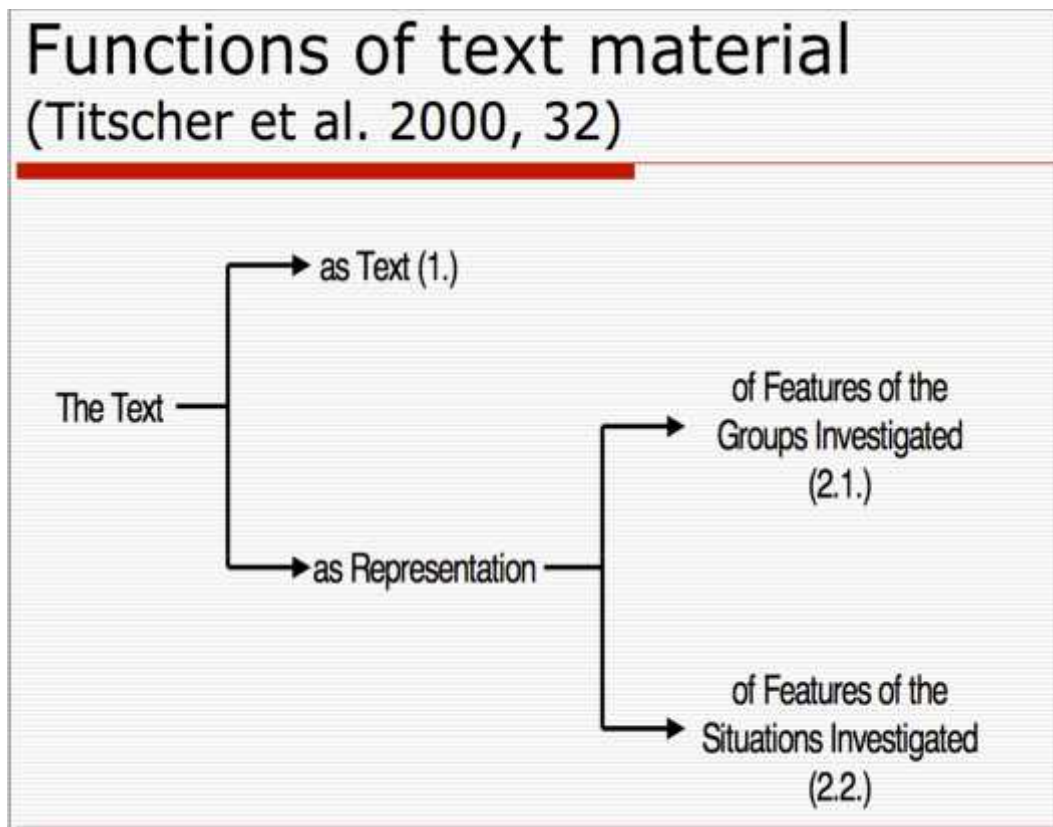 Functions of text material
(Titscher et al. 2000, 32)
as Text (1.)
The Text
of Features of the
Groups Investigated
(2.1.)
as Representation
of Features of the
Situations Investigated
(2.2.)